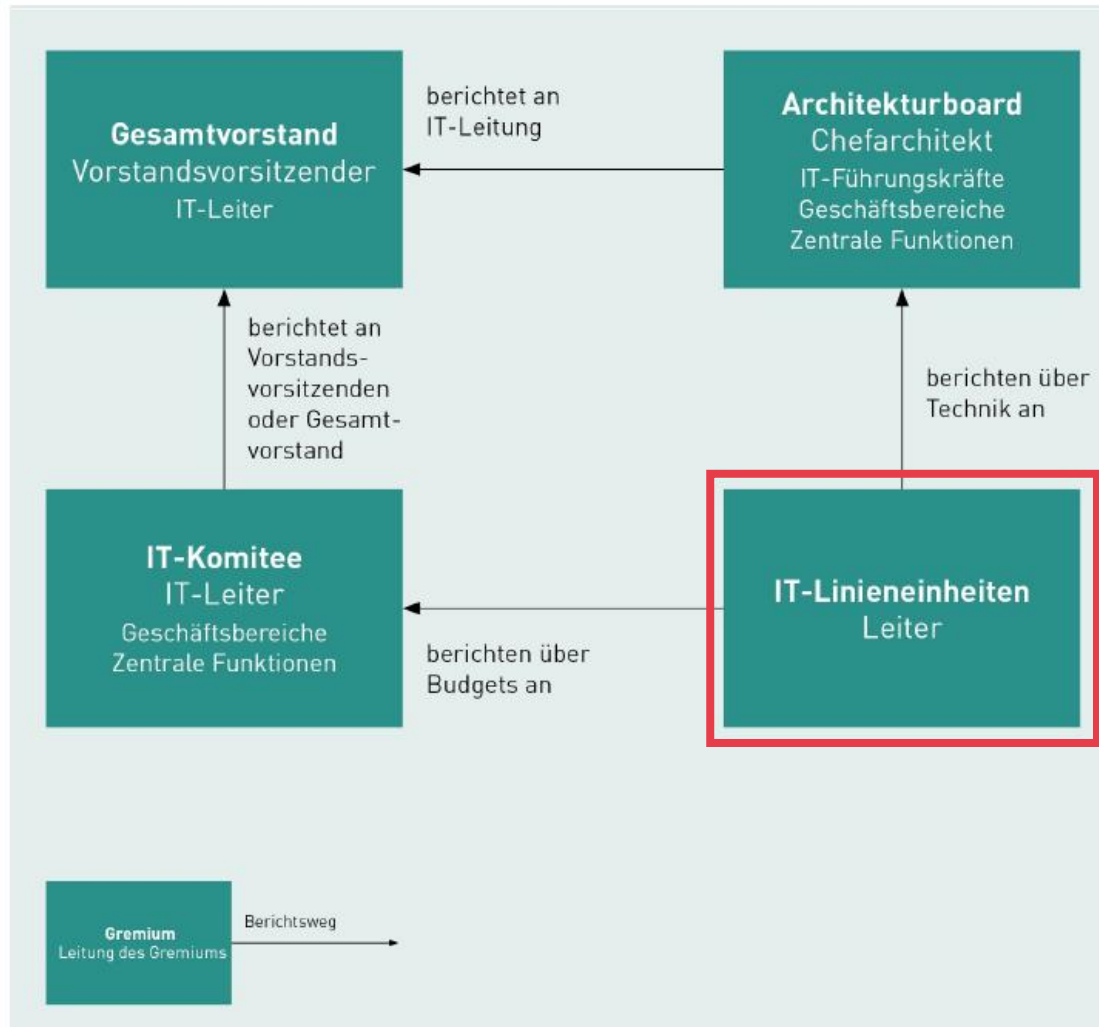 Gesamtvorstand
Vorstandsvorsitzender
IT-Leiter
berichtet an
IT-Leitung
Architekturboard
Chefarchitekt
IT-Führungskräfte
Geschäftsbereiche
Zentrale Funktionen
berichtet an
Vorstands-
vorsitzenden
oder Gesamt-
vorstand
berichten über
Technik an
IT-Komitee
IT-Leiter
Geschäftsbereiche
Zentrale Funktionen
berichten über
Budgets an
IT-Linieneinheiten
Leiter
Gremium
Leitung des Gremiums
Berichtsweg